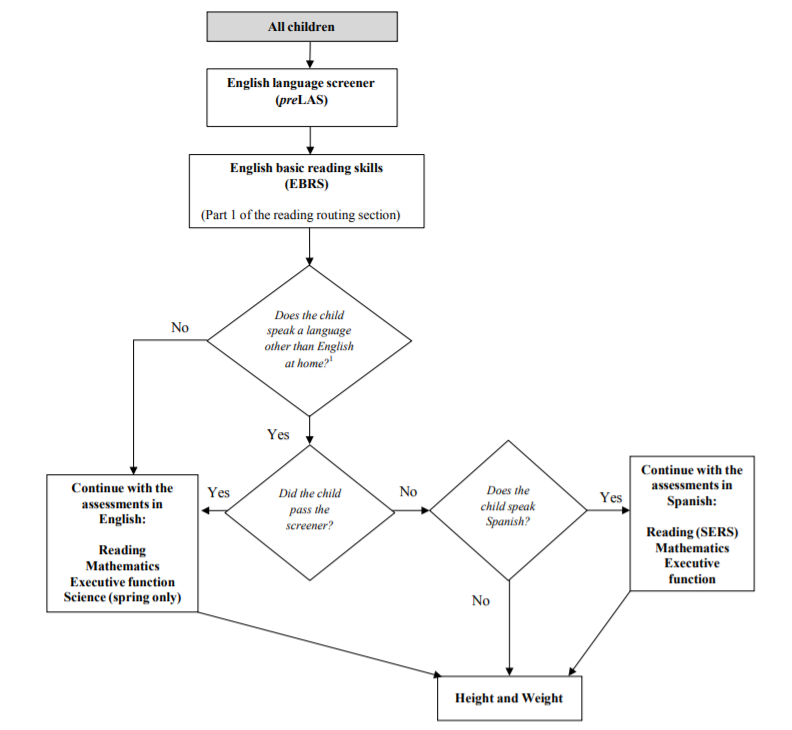 All children
English language screener
(preLAS)
English basic reading skills
(EBRS)
(Part 1 of the reading routing section)
Does the child
speak a language
other than English
at home?1
No
Yes
Continue with the
assessments in
English:
Reading
Mathematics
Executive function
Science (spring only)
Yes
Did the child
pass the
screener?
No
Does the
child speak
Spanish?
Yes
Continue with the
assessments in
Spanish:
Reading (SERS)
Mathematics
Executive
function
No
Height and Weight